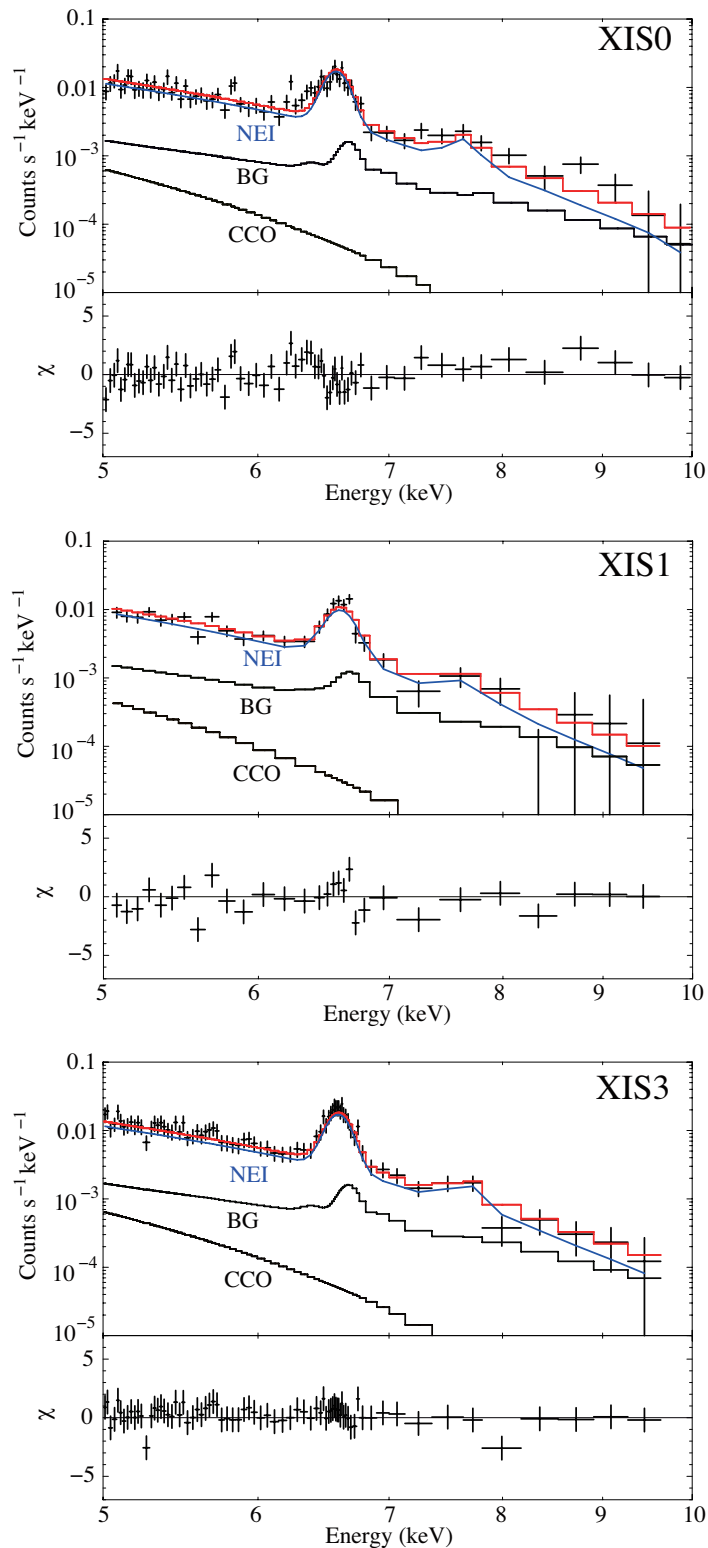 XIS0
0.1
0.01
10⁻³
10⁻⁴
10⁻⁵
Counts s⁻¹ keV⁻¹
NEI
BG
CCO
5
0
−5
χ
5 6 7 8 9 10
Energy (keV)
XIS1
0.1
0.01
10⁻³
10⁻⁴
10⁻⁵
Counts s⁻¹ keV⁻¹
NEI
BG
CCO
5
0
−5
χ
5 6 7 8 9 10
Energy (keV)
XIS3
0.1
0.01
10⁻³
10⁻⁴
10⁻⁵
Counts s⁻¹ keV⁻¹
NEI
BG
CCO
5
0
−5
χ
5 6 7 8 9 10
Energy (keV)